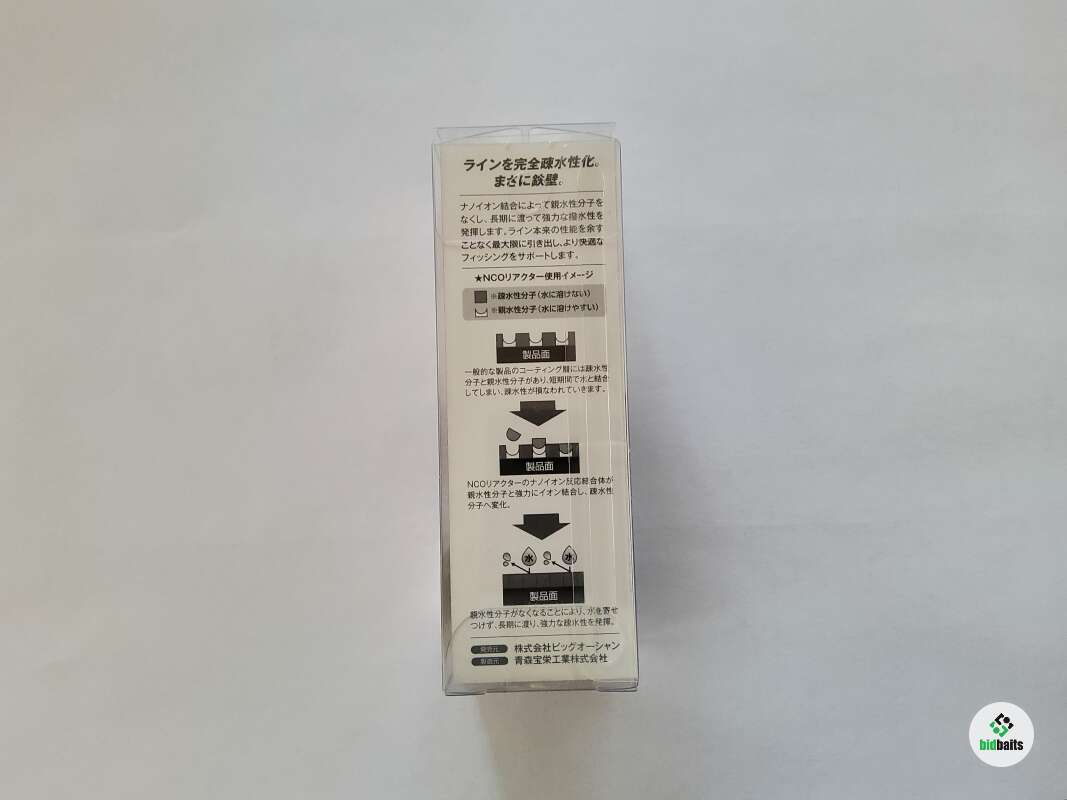 ラインを完全疎水性化。
まさに鉄壁。
ナノイオン結合によって親水性分子を
なくし、長期に渡って強力な撥水性を
発揮します。ライン本来の性能を余す
ことなく最大限に引き出し、より快適な
フィッシングをサポートします。
★NCOリアクター使用イメージ
※疎水性分子(水に溶けない)
※親水性分子(水に溶けやすい)
製品面
一般的な製品のコーティング層には疎水性
分子と親水性分子があり、短期間で水と結合
してしまい、疎水性が損なわれていきます。
製品面
NCOリアクターのナノイオン反応結合体が
親水性分子と強力にイオン結合し、疎水性
分子へ変化。
水 水
製品面
親水性分子がなくなることにより、水を寄せ
つけず、長期に渡り、強力な疎水性を発揮。
発売元 株式会社ビッグオーシャン
製造元 青森宝栄工業株式会社
bidbaits